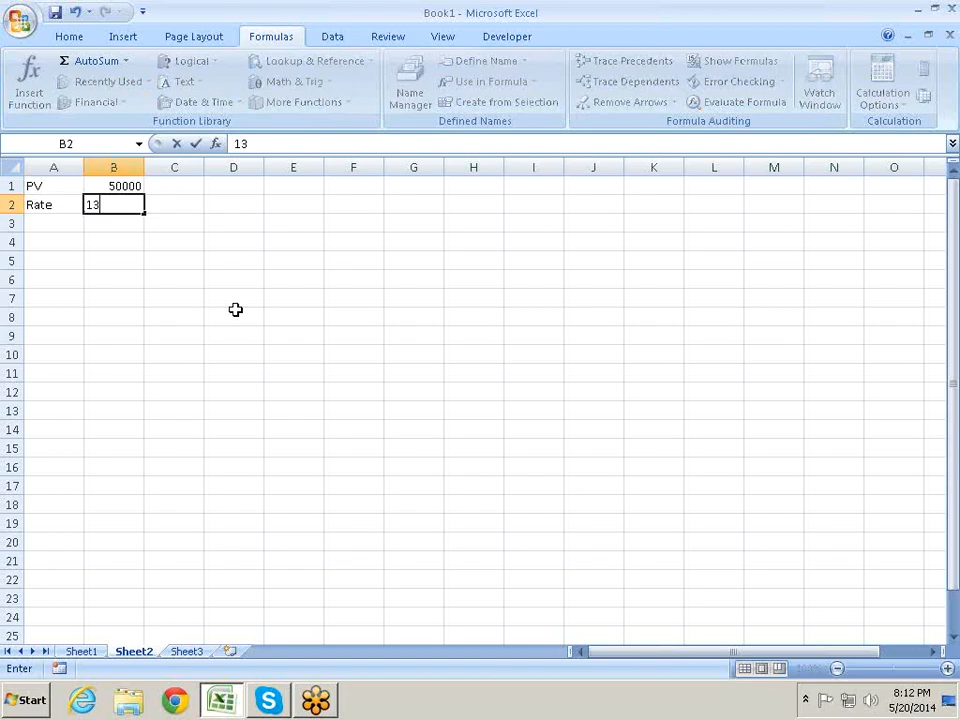 Book1 - Microsoft Excel
Home Insert Page Layout Formulas Data Review View Developer
Insert Function
AutoSum
Recently Used
Financial
Logical
Text
Date & Time
Lookup & Reference
Math & Trig
More Functions
Function Library
Name Manager
Define Name
Use in Formula
Create from Selection
Defined Names
Trace Precedents
Trace Dependents
Remove Arrows
Show Formulas
Error Checking
Evaluate Formula
Formula Auditing
Watch Window
Calculation Options
Calculation
B2 fx 13
A B C D E F G H I J K L M N O
1 PV 50000
2 Rate 13
3
4
5
6
7
8
9
10
11
12
13
14
15
16
17
18
19
20
21
22
23
24
25
Sheet1 Sheet2 Sheet3
Enter 100%
Start 8:12 PM
5/20/2014